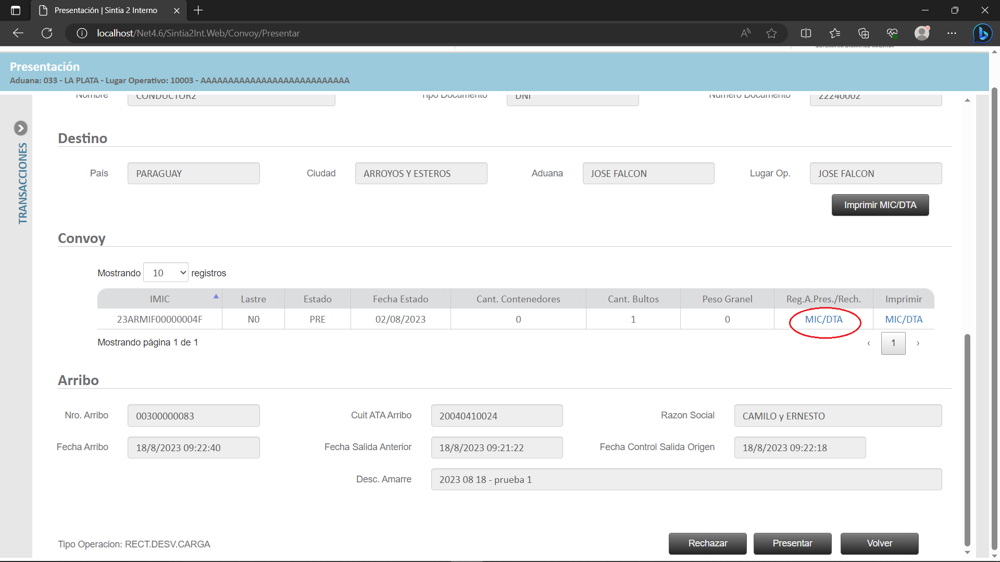 Presentación | Sintia 2 Interno
localhost/Net4.6/Sintia2Int.Web/Convoy/Presentar
Presentación
Aduana: 033 - LA PLATA - Lugar Operativo: 10003 - AAAAAAAAAAAAAAAAAAAAAAAAAAA
Nombre CONDUCTOR2 Tipo Documento DNI Numero Documento 22240002
TRANSACCIONES
Destino
País PARAGUAY Ciudad ARROYOS Y ESTEROS Aduana JOSE FALCON Lugar Op. JOSE FALCON
Imprimir MIC/DTA
Convoy
Mostrando 10 registros
IMIC Lastre Estado Fecha Estado Cant. Contenedores Cant. Bultos Peso Granel Reg.A.Pres./Rech. Imprimir
23ARMIF00000004F N0 PRE 02/08/2023 0 1 0 MIC/DTA MIC/DTA
Mostrando página 1 de 1
‹ 1 ›
Arribo
Nro. Arribo 00300000083 Cuit ATA Arribo 20040410024 Razon Social CAMILO y ERNESTO
Fecha Arribo 18/8/2023 09:22:40 Fecha Salida Anterior 18/8/2023 09:21:22 Fecha Control Salida Origen 18/8/2023 09:22:18
Desc. Amarre 2023 08 18 - prueba 1
Tipo Operacion: RECT.DESV.CARGA
Rechazar Presentar Volver